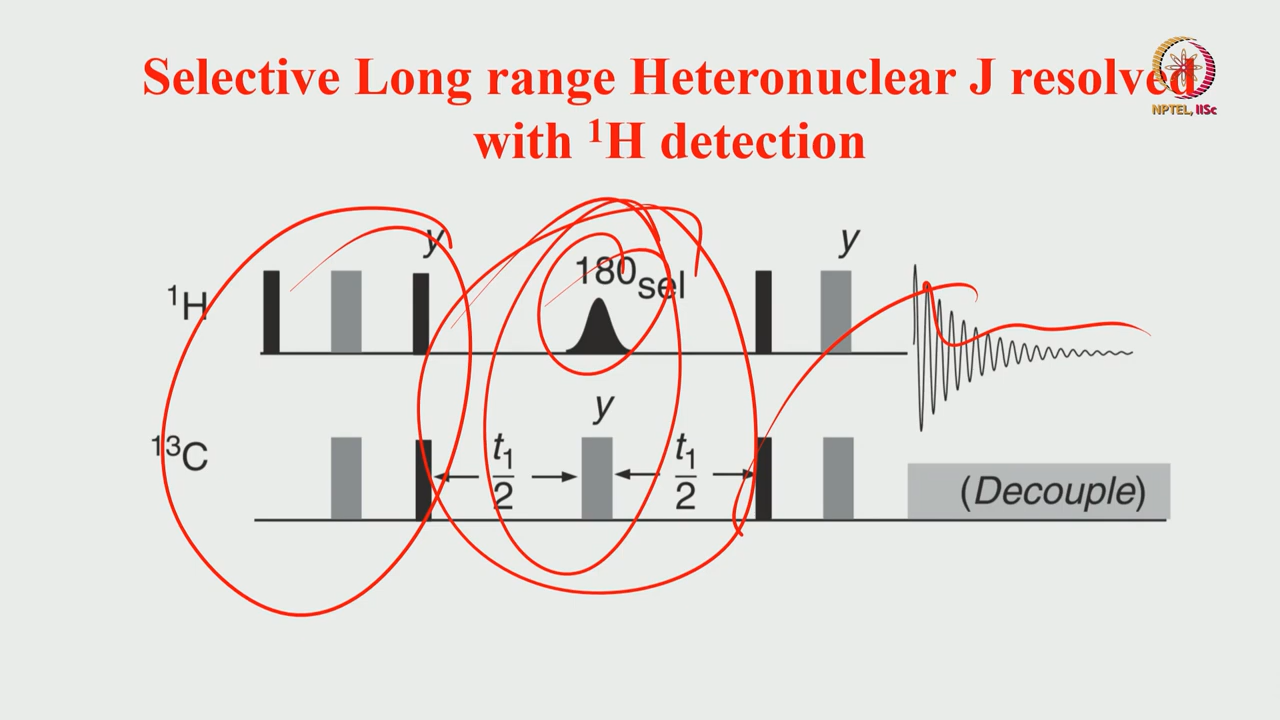 Selective Long range Heteronuclear J resolved
with ¹H detection
NPTEL, IISc
y
y
180sel
¹H
y
¹³C
t₁/2
t₁/2
(Decouple)